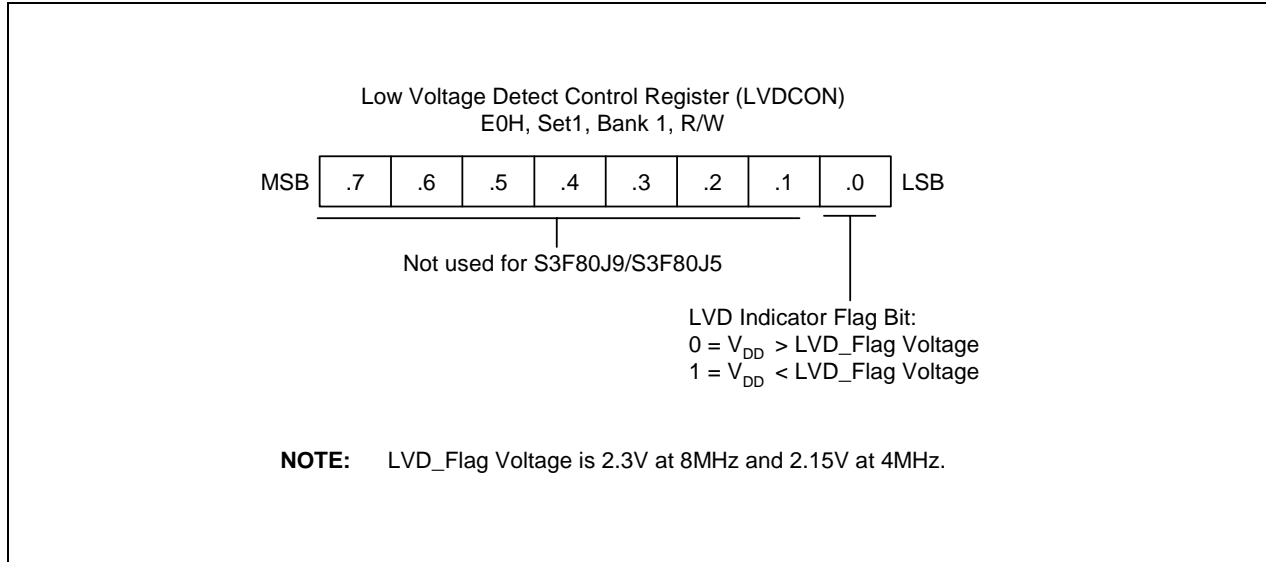 Low Voltage Detect Control Register (LVDCON)
E0H, Set1, Bank 1, R/W
MSB .7 .6 .5 .4 .3 .2 .1 .0 LSB
Not used for S3F80J9/S3F80J5
LVD Indicator Flag Bit:
0 = VDD > LVD_Flag Voltage
1 = VDD < LVD_Flag Voltage
NOTE: LVD_Flag Voltage is 2.3V at 8MHz and 2.15V at 4MHz.